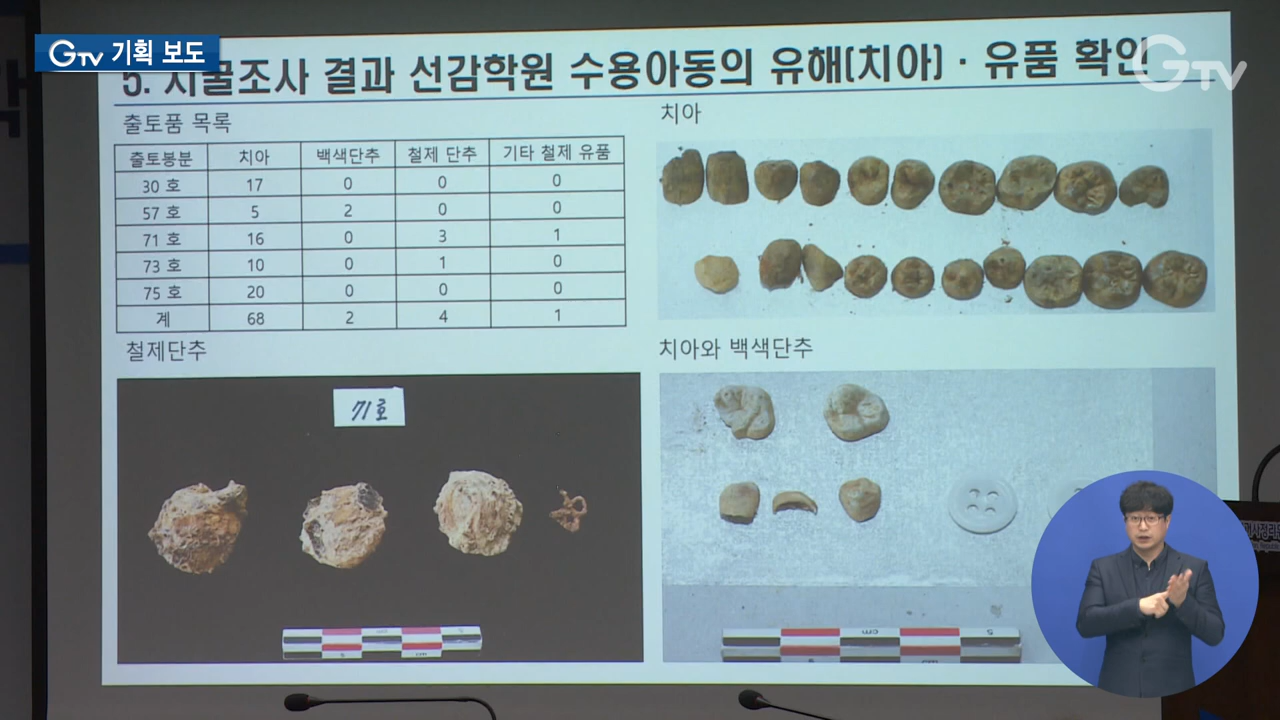 GTV 기획 보도
GTV
5. 시굴조사 결과 선감학원 수용아동의 유해(치아)·유품 확인
출토품 목록
치아
출토봉분 치아 백색단추 철제 단추 기타 철제 유품
30 호 17 0 0 0
57 호 5 2 0 0
71 호 16 0 3 1
73 호 10 0 1 0
75 호 20 0 0 0
계 68 2 4 1
철제단추
치아와 백색단추
71호
cm 5
cm